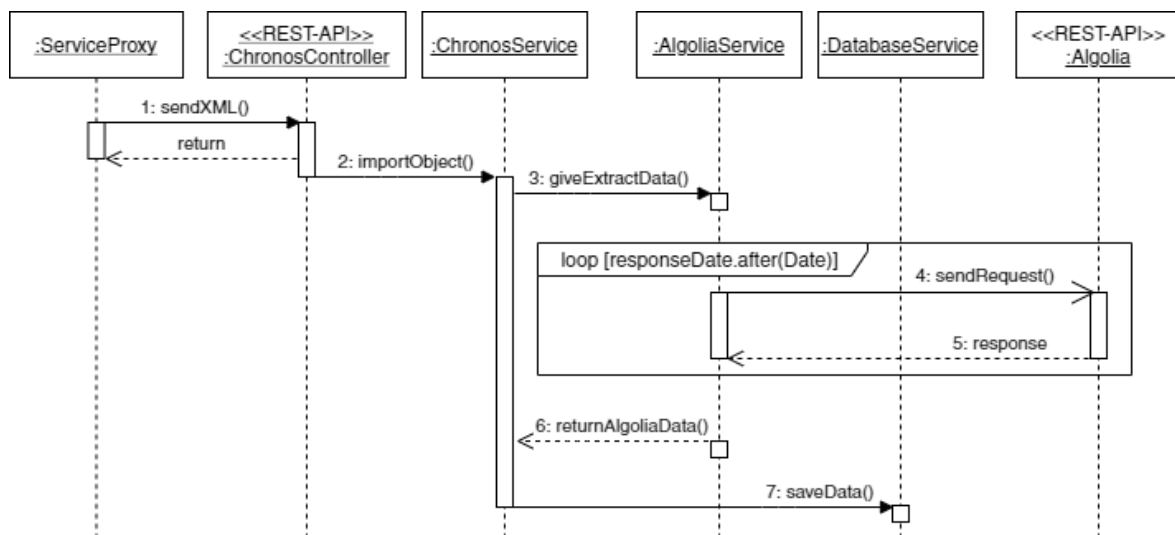 :ServiceProxy
<<REST-API>>
:ChronosController
:ChronosService
:AlgoliaService
:DatabaseService
<<REST-API>>
:Algolia
1: sendXML()
return
2: importObject()
3: giveExtractData()
loop [responseDate.after(Date)]
4: sendRequest()
5: response
6: returnAlgoliaData()
7: saveData()